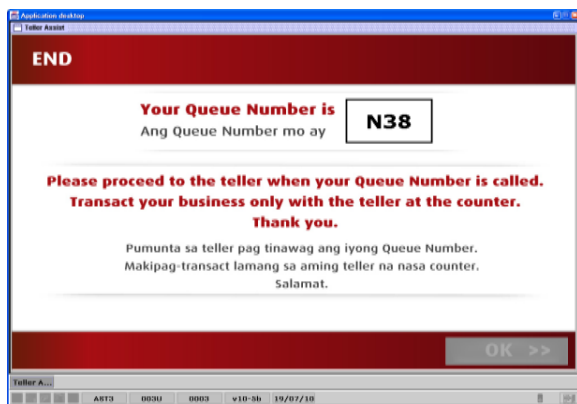 Application desktop
Teller Assist
END
Your Queue Number is
Ang Queue Number mo ay
N38
Please proceed to the teller when your Queue Number is called.
Transact your business only with the teller at the counter.
Thank you.
Pumunta sa teller pag tinawag ang iyong Queue Number.
Makipag-transact lamang sa aming teller na nasa counter.
Salamat.
OK >>
Teller A...
AST3 003U 0003 v10-5b 19/07/10